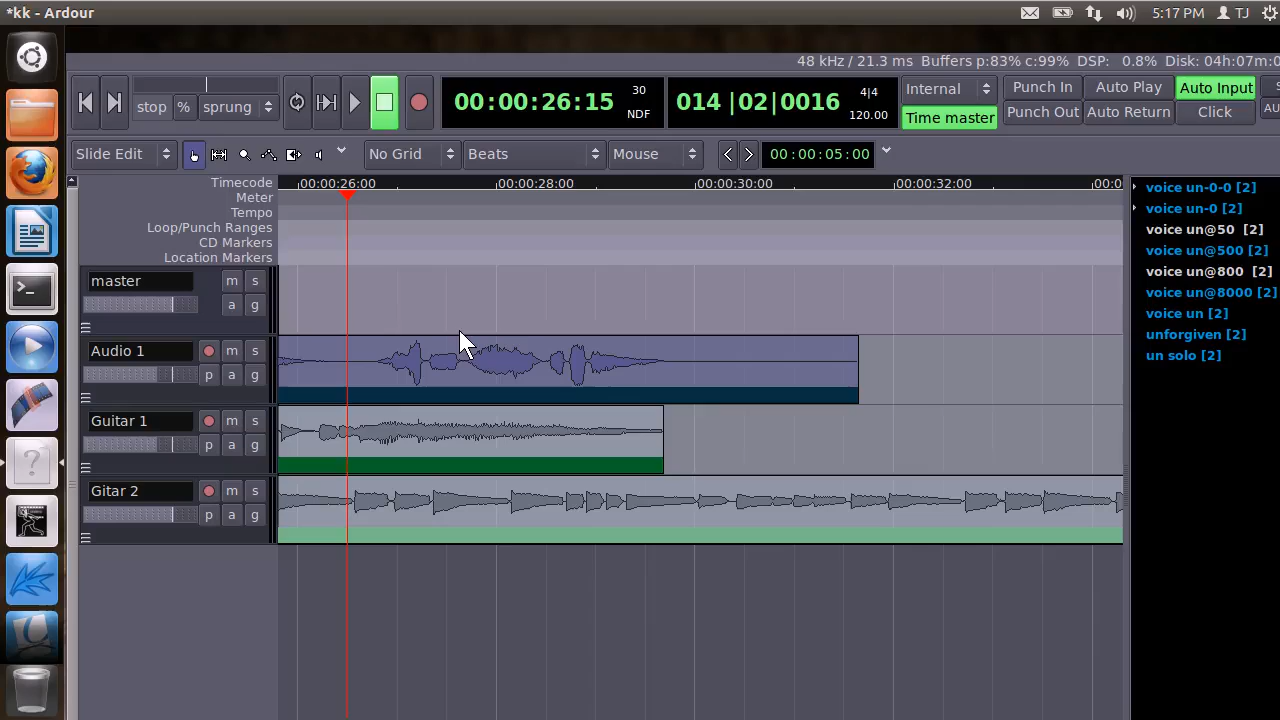 *kk - Ardour
5:17 PM TJ
48 kHz / 21.3 ms Buffers p:83% c:99% DSP: 0.8% Disk: 04h:07m:0
stop % sprung
00:00:26:15 30 NDF
014 |02|0016 4|4 120.00
Internal
Time master
Punch In Auto Play Auto Input
Punch Out Auto Return Click
Slide Edit No Grid Beats Mouse 00:00:05:00
Timecode 00:00:26:00 00:00:28:00 00:00:30:00 00:00:32:00 00:0
Meter
Tempo
Loop/Punch Ranges
CD Markers
Location Markers
master m s
a g
Audio 1 m s
p a g
Guitar 1 m s
p a g
Gitar 2 m s
p a g
voice un-0-0 [2]
voice un-0 [2]
voice un@50 [2]
voice un@500 [2]
voice un@800 [2]
voice un@8000 [2]
voice un [2]
unforgiven [2]
un solo [2]